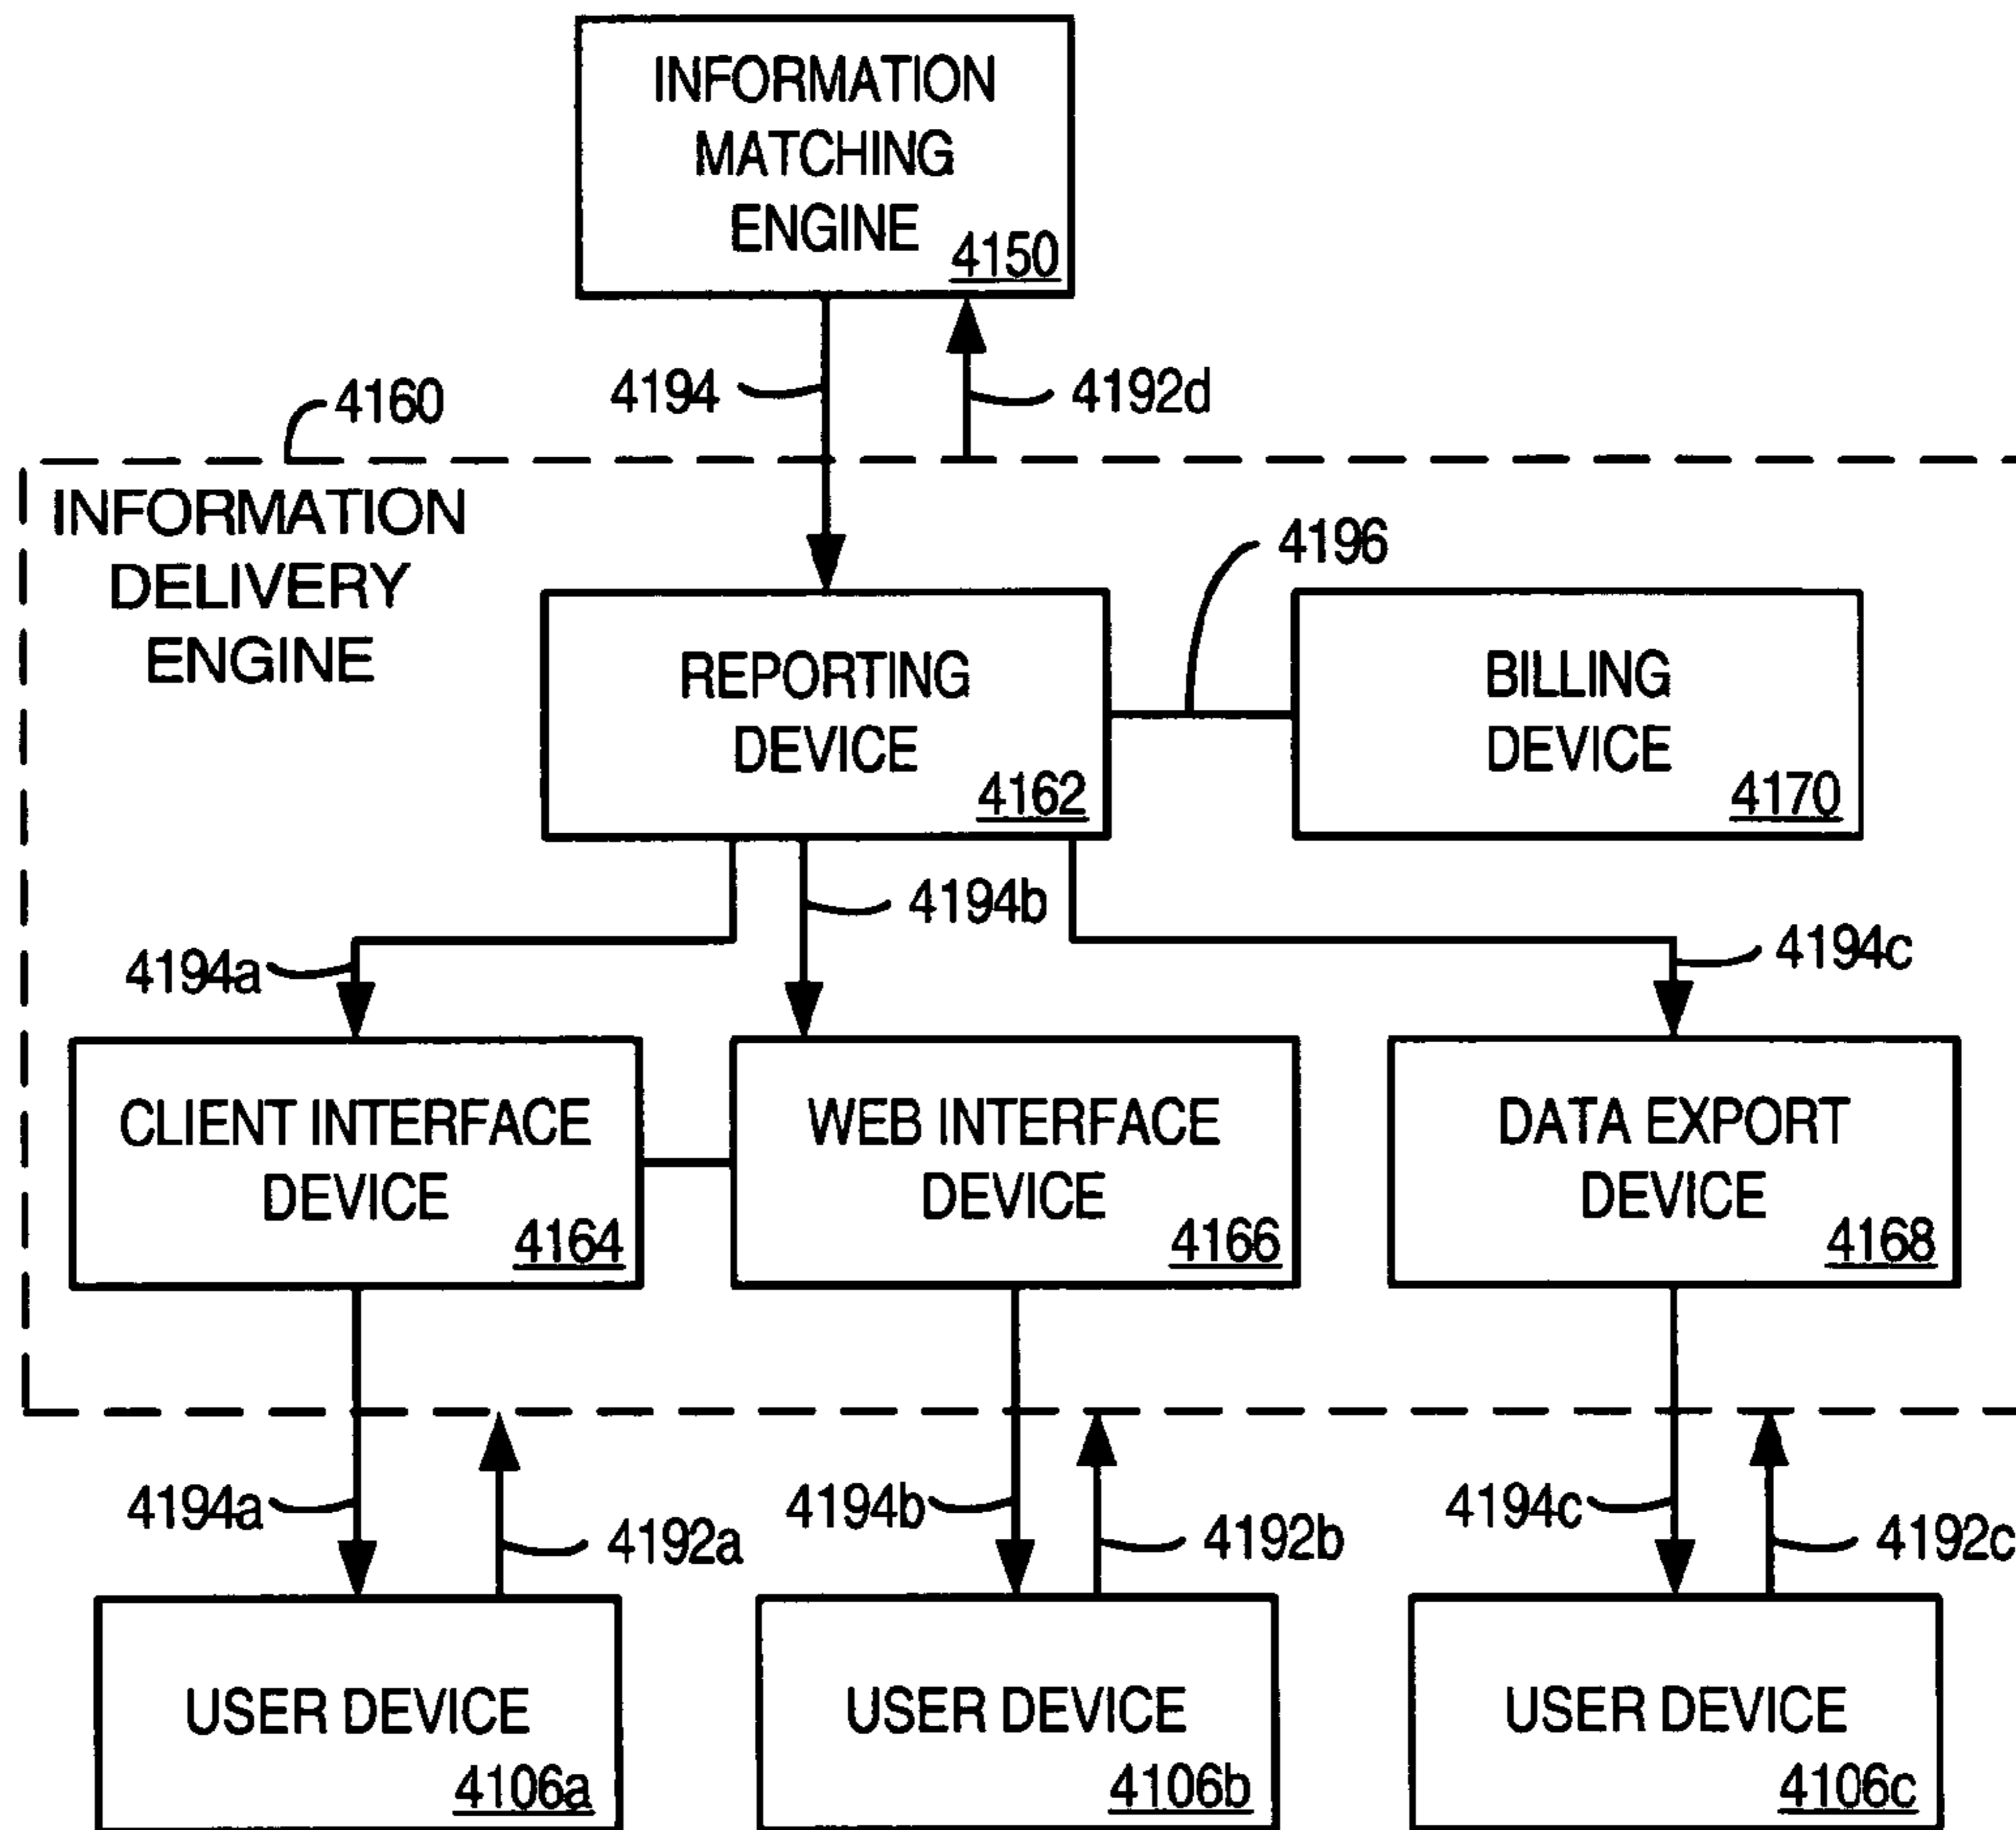 INFORMATION
MATCHING
ENGINE
4150
4160
4194
4192d
INFORMATION
DELIVERY
ENGINE
4196
REPORTING
DEVICE
4162
BILLING
DEVICE
4170
4194b
4194a
4194c
CLIENT INTERFACE
DEVICE
4164
WEB INTERFACE
DEVICE
4166
DATA EXPORT
DEVICE
4168
4194a
4192a
4194b
4192b
4194c
4192c
USER DEVICE
4106a
USER DEVICE
4106b
USER DEVICE
4106c